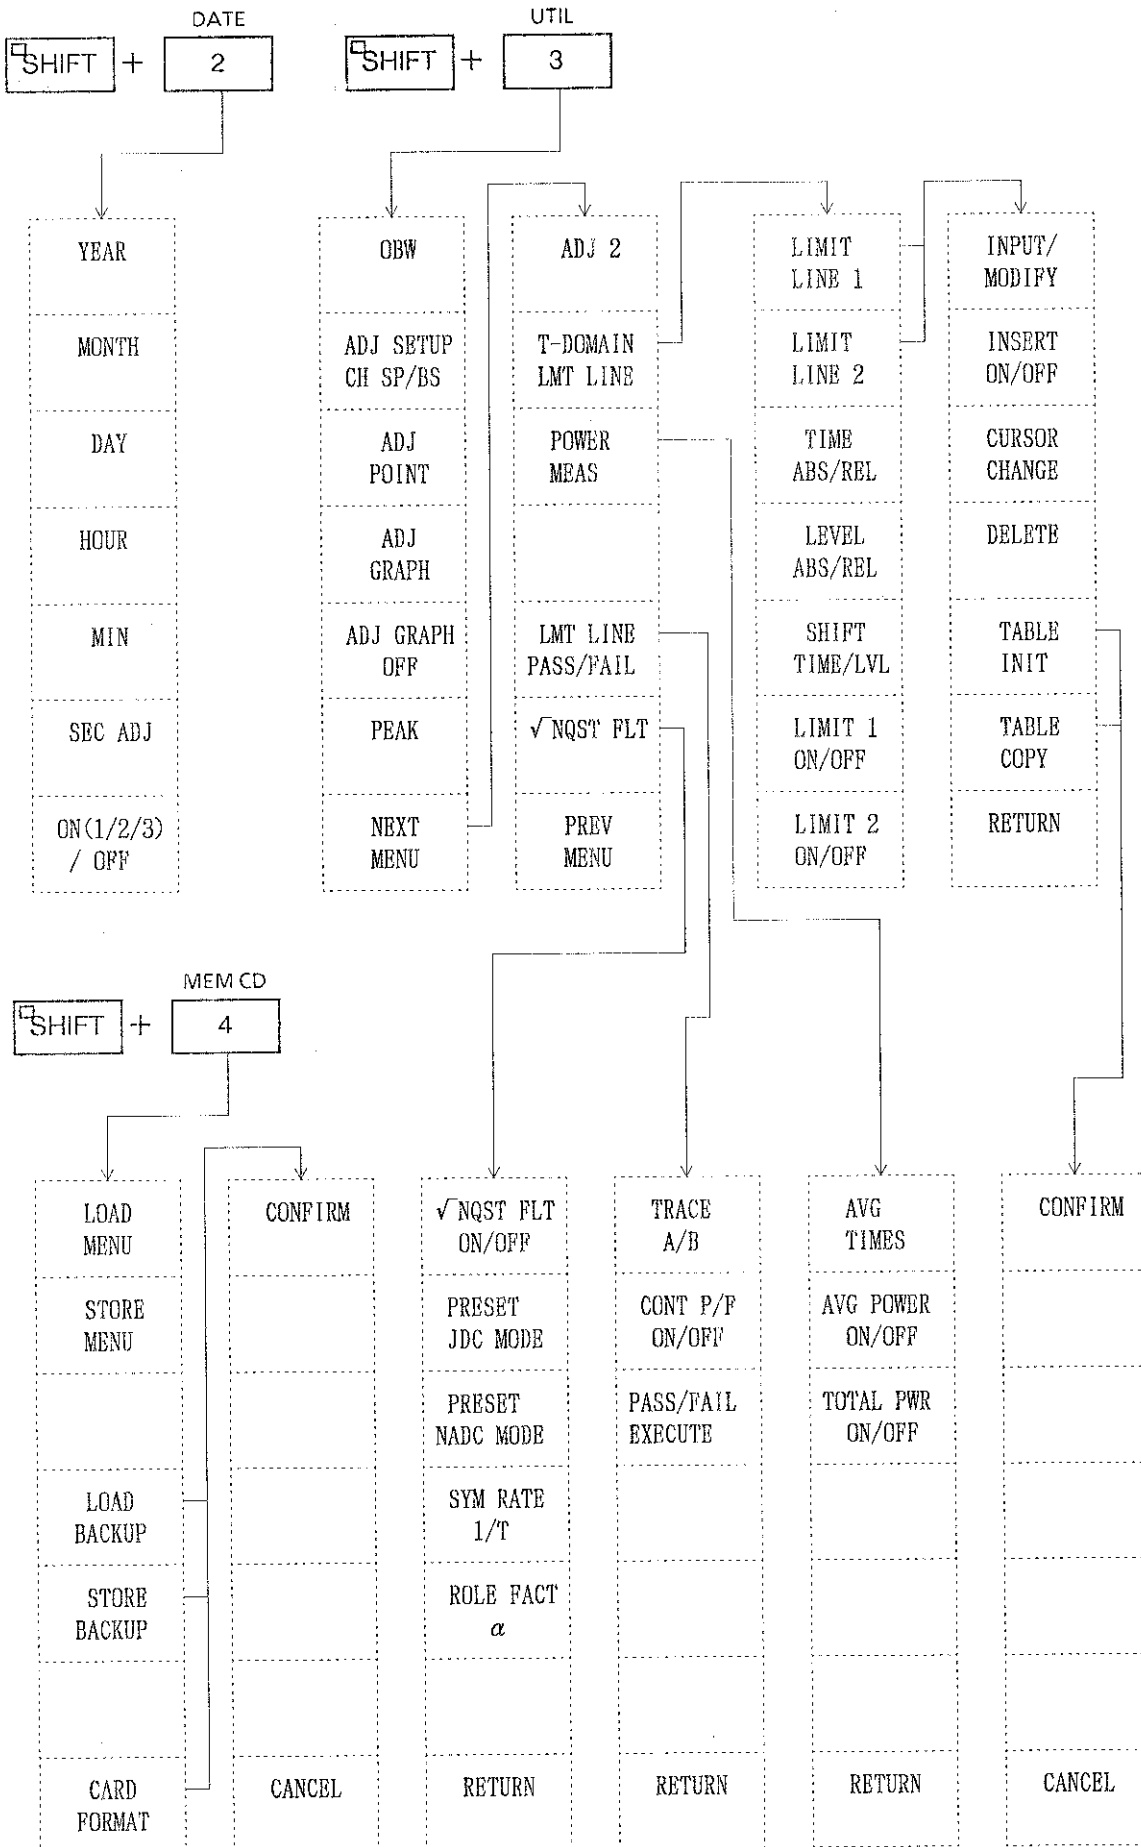 DATE
SHIFT + 2
UTIL
SHIFT + 3
YEAR
MONTH
DAY
HOUR
MIN
SEC ADJ
ON(1/2/3)
/ OFF
OBW
ADJ SETUP
CH SP/BS
ADJ
POINT
ADJ
GRAPH
ADJ GRAPH
OFF
PEAK
NEXT
MENU
ADJ 2
T-DOMAIN
LMT LINE
POWER
MEAS
LMT LINE
PASS/FAIL
√NQST FLT
PREV
MENU
LIMIT
LINE 1
LIMIT
LINE 2
TIME
ABS/REL
LEVEL
ABS/REL
SHIFT
TIME/LVL
LIMIT 1
ON/OFF
LIMIT 2
ON/OFF
INPUT/
MODIFY
INSERT
ON/OFF
CURSOR
CHANGE
DELETE
TABLE
INIT
TABLE
COPY
RETURN
MEM CD
SHIFT + 4
LOAD
MENU
STORE
MENU
LOAD
BACKUP
STORE
BACKUP
CARD
FORMAT
CONFIRM
CANCEL
√NQST FLT
ON/OFF
PRESET
JDC MODE
PRESET
NADC MODE
SYM RATE
1/T
ROLE FACT
α
RETURN
TRACE
A/B
CONT P/F
ON/OFF
PASS/FAIL
EXECUTE
RETURN
AVG
TIMES
AVG POWER
ON/OFF
TOTAL PWR
ON/OFF
RETURN
CONFIRM
CANCEL